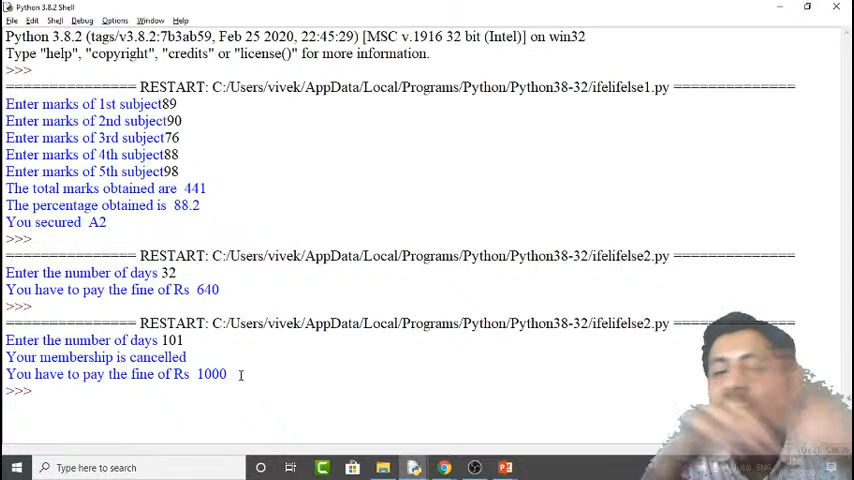 Python 3.8.2 Shell
File Edit Shell Debug Options Window Help
Python 3.8.2 (tags/v3.8.2:7b3ab59, Feb 25 2020, 22:45:29) [MSC v.1916 32 bit (Intel)] on win32
Type "help", "copyright", "credits" or "license()" for more information.
>>>
=============== RESTART: C:/Users/vivek/AppData/Local/Programs/Python/Python38-32/ifelifelse1.py ==============
Enter marks of 1st subject89
Enter marks of 2nd subject90
Enter marks of 3rd subject76
Enter marks of 4th subject88
Enter marks of 5th subject98
The total marks obtained are  441
The percentage obtained is  88.2
You secured  A2
>>>
=============== RESTART: C:/Users/vivek/AppData/Local/Programs/Python/Python38-32/ifelifelse2.py ==============
Enter the number of days 32
You have to pay the fine of Rs  640
>>>
=============== RESTART: C:/Users/vivek/AppData/Local/Programs/Python/Python38-32/ifelifelse2.py ==============
Enter the number of days 101
Your membership is cancelled
You have to pay the fine of Rs  1000
>>>
Type here to search
ENG